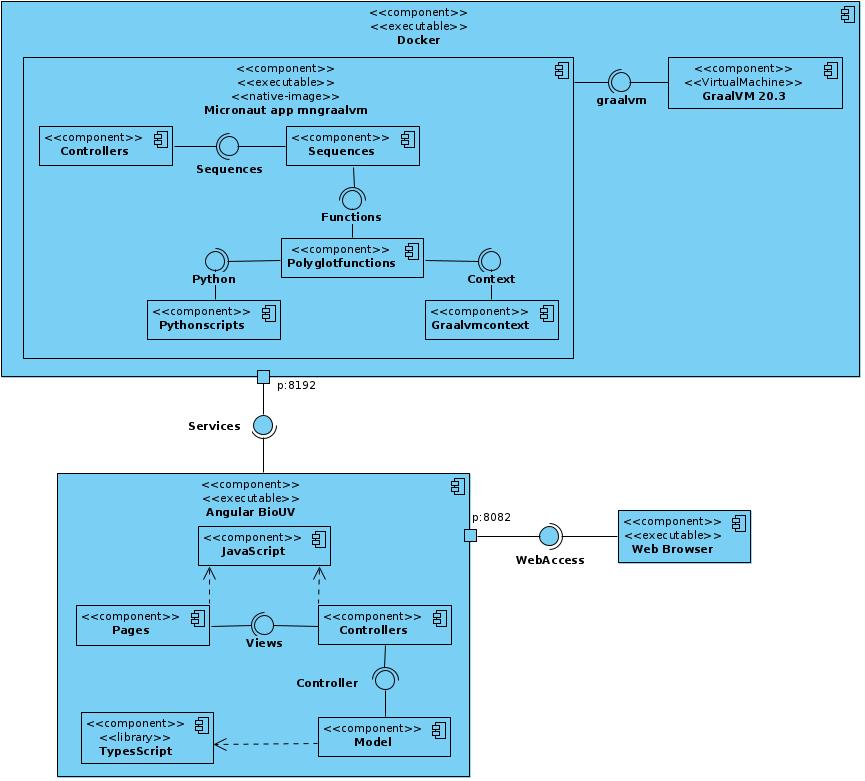 <<component>>
<<executable>>
Docker
<<component>>
<<executable>>
<<native-image>>
Micronaut app mngraalvm
<<component>>
<<VirtualMachine>>
GraalVM 20.3
graalvm
<<component>>
Controllers
Sequences
<<component>>
Sequences
Functions
<<component>>
Polyglotfunctions
Python
Context
<<component>>
Pythonscripts
<<component>>
Graalvmcontext
p:8192
Services
<<component>>
<<executable>>
Angular BioUV
<<component>>
JavaScript
p:8082
WebAccess
<<component>>
<<executable>>
Web Browser
<<component>>
Pages
Views
<<component>>
Controllers
Controller
<<component>>
<<library>>
TypesScript
<<component>>
Model